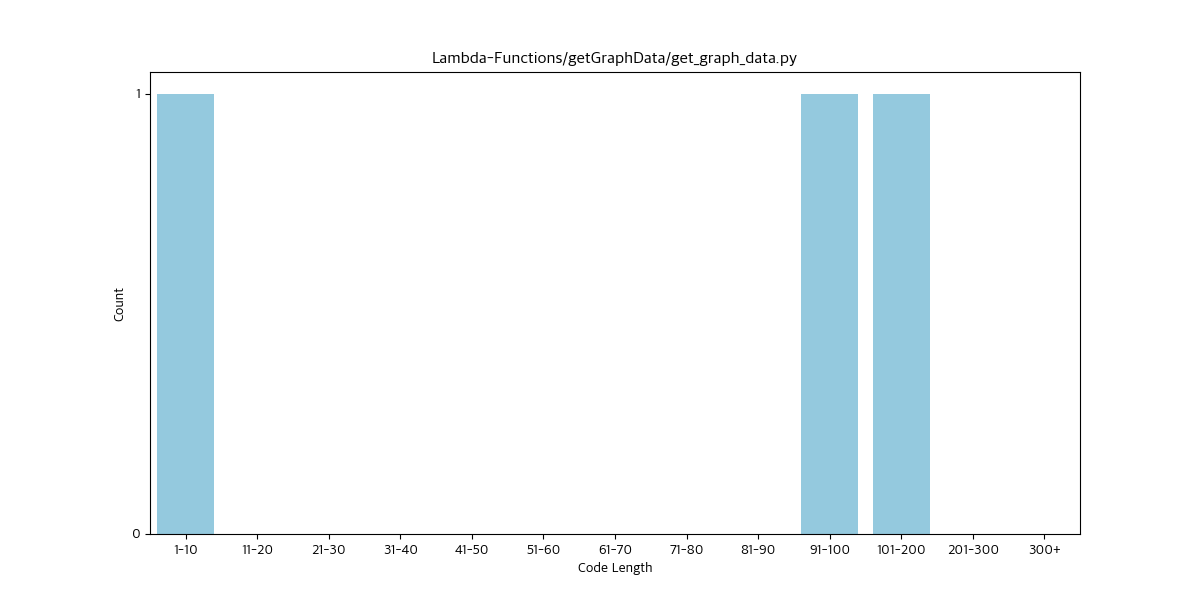 Lambda-Functions/getGraphData/get_graph_data.py
1
Count
0
1-10 11-20 21-30 31-40 41-50 51-60 61-70 71-80 81-90 91-100 101-200 201-300 300+
Code Length